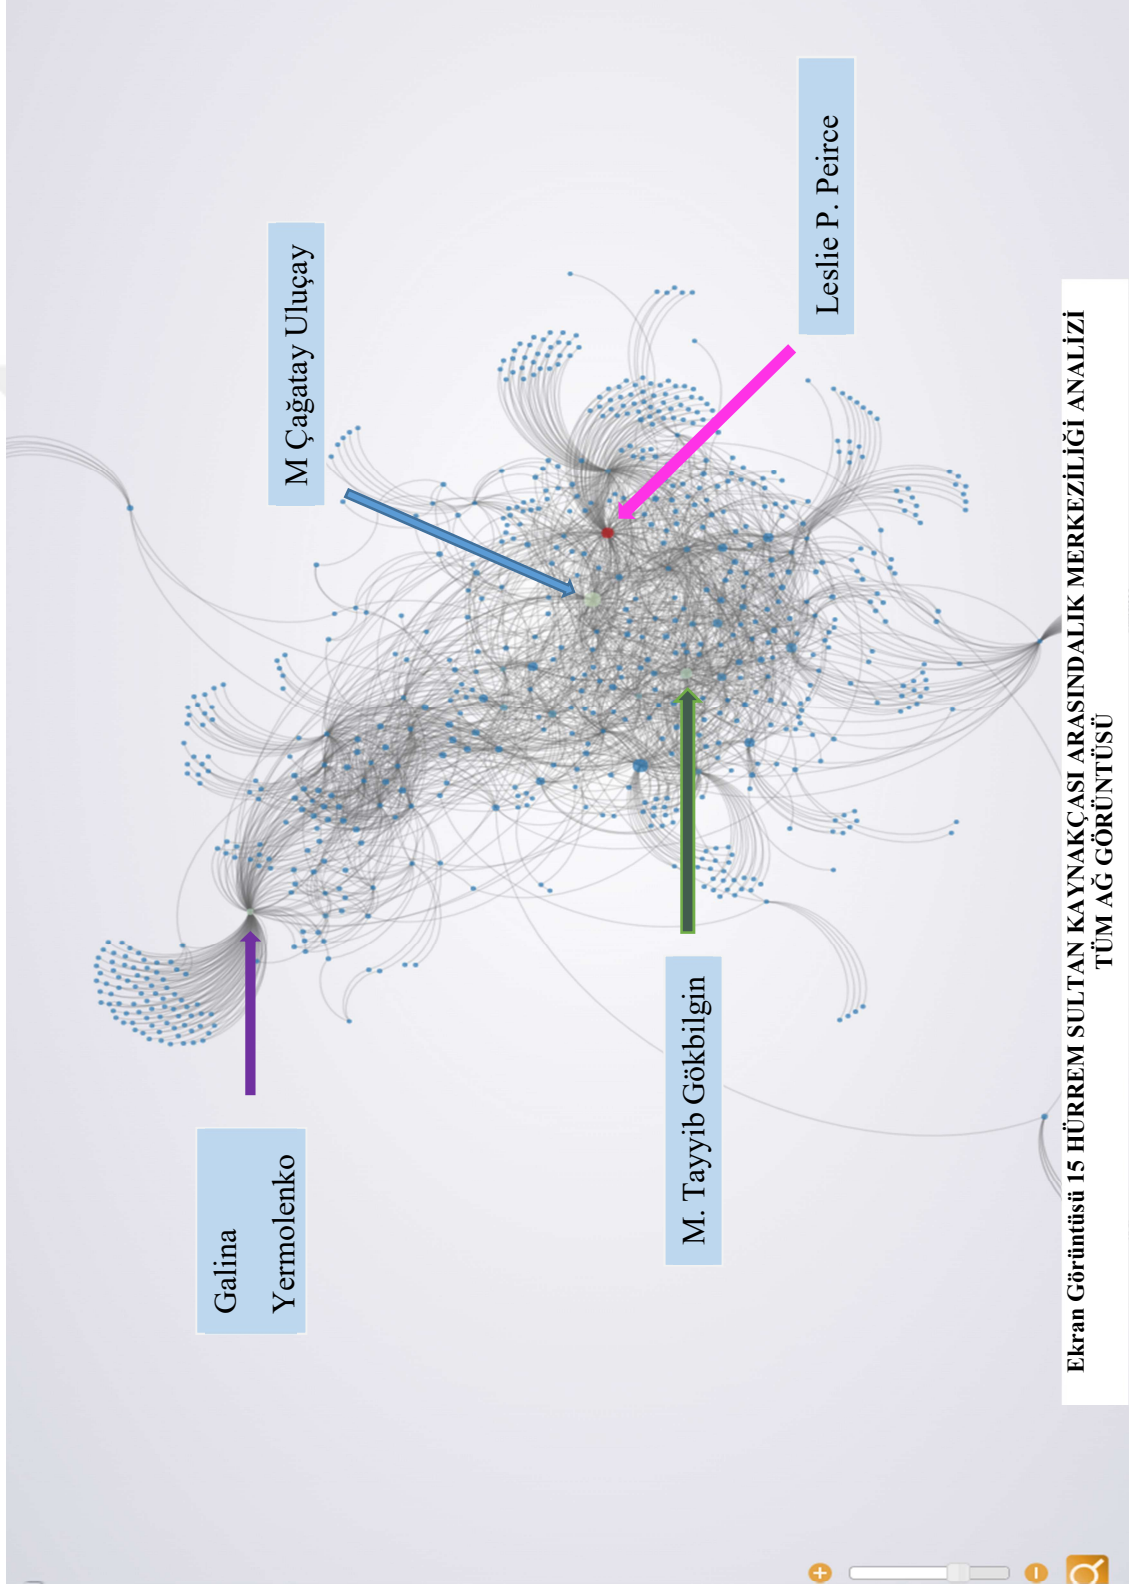 Galina
Yermolenko
M Çağatay Uluçay
M. Tayyib Gökbilgin
Leslie P. Peirce
Ekran Görüntüsü 15 HÜRREM SULTAN KAYNAKÇASI ARASINDALIK MERKEZİLİĞİ ANALİZİ
TÜM AĞ GÖRÜNTÜSÜ